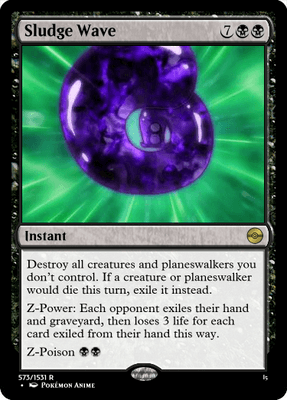 Sludge Wave 7
Instant
Destroy all creatures and planeswalkers you
don't control. If a creature or planeswalker
would die this turn, exile it instead.
Z-Power: Each opponent exiles their hand
and graveyard, then loses 3 life for each
card exiled from their hand this way.
Z-Poison
573/1531 R
Is
• Pokémon Anime